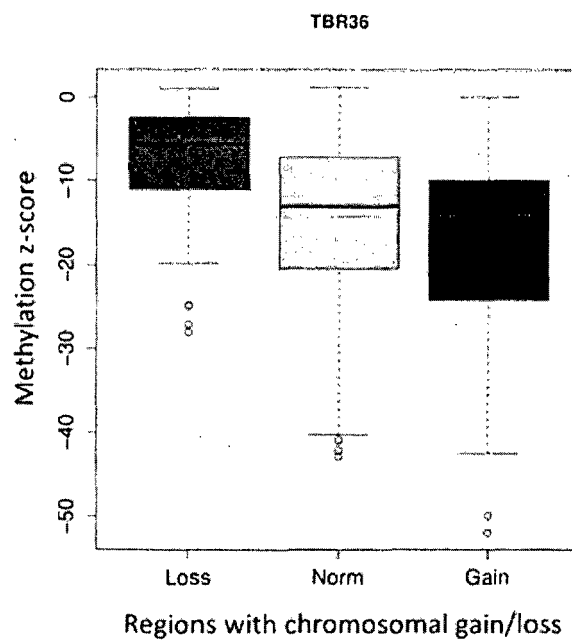 TBR36
Methylation z-score
0
-10
-20
-30
-40
-50
Loss Norm Gain
Regions with chromosomal gain/loss